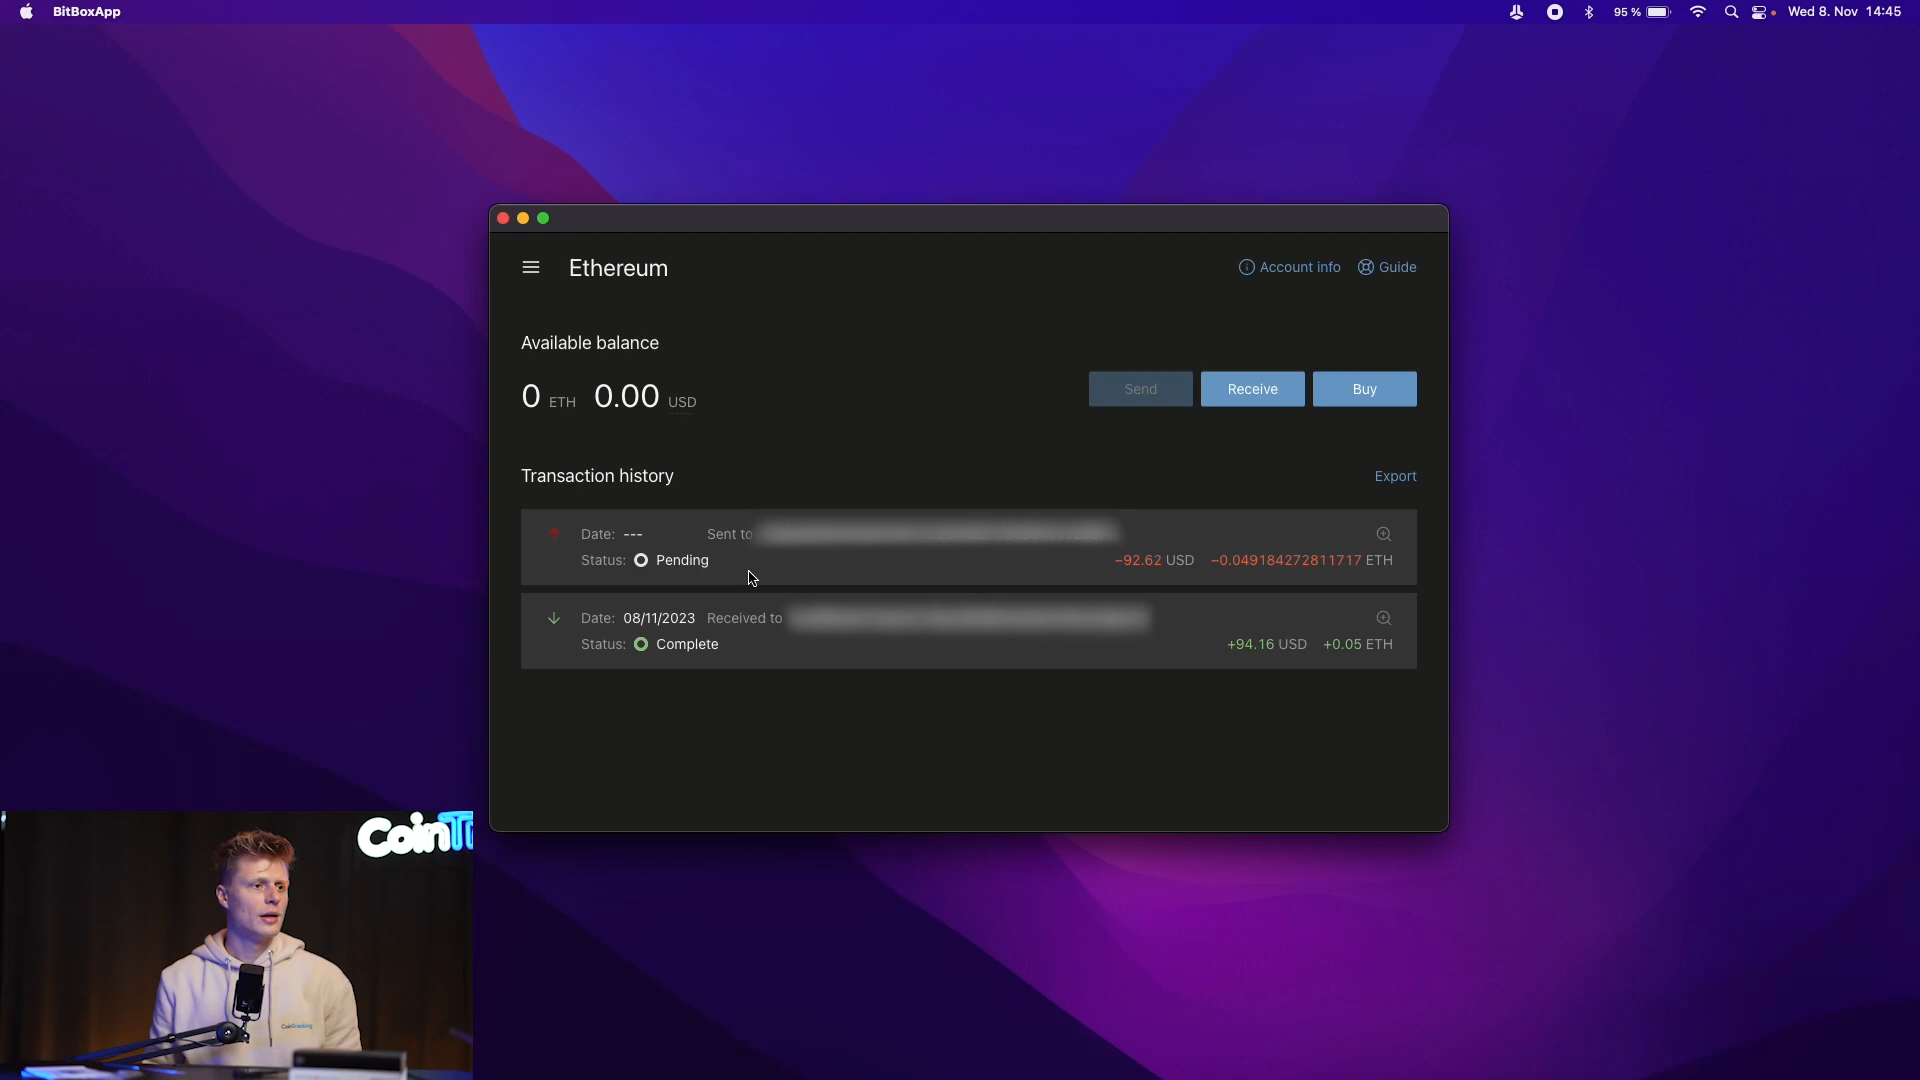 BitBoxApp
95 %
Wed 8. Nov 14:45
Ethereum
Account info
Guide
Available balance
0 ETH 0.00 USD
Send
Receive
Buy
Transaction history
Export
Date: --- Sent to
Status: Pending
−92.62 USD −0.049184272811717 ETH
Date: 08/11/2023 Received to
Status: Complete
+94.16 USD +0.05 ETH
CoinTr
CoinTracking